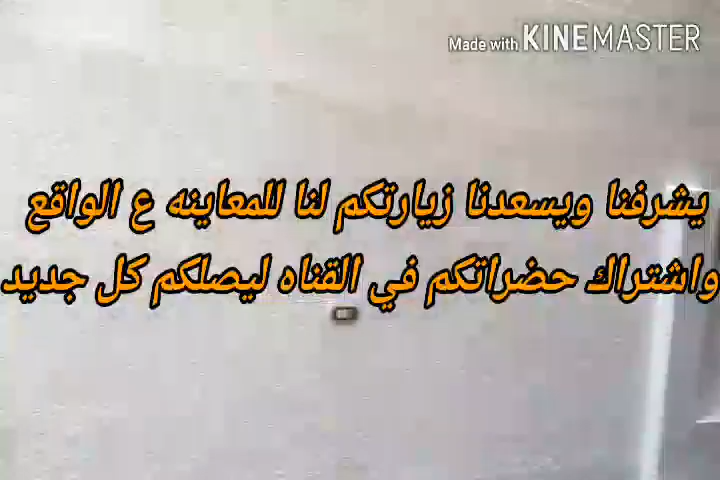 Made with KINEMASTER
يشرفنا ويسعدنا زيارتكم لنا للمعاينه ع الواقع
واشتراك حضراتكم في القناه ليصلكم كل جديد